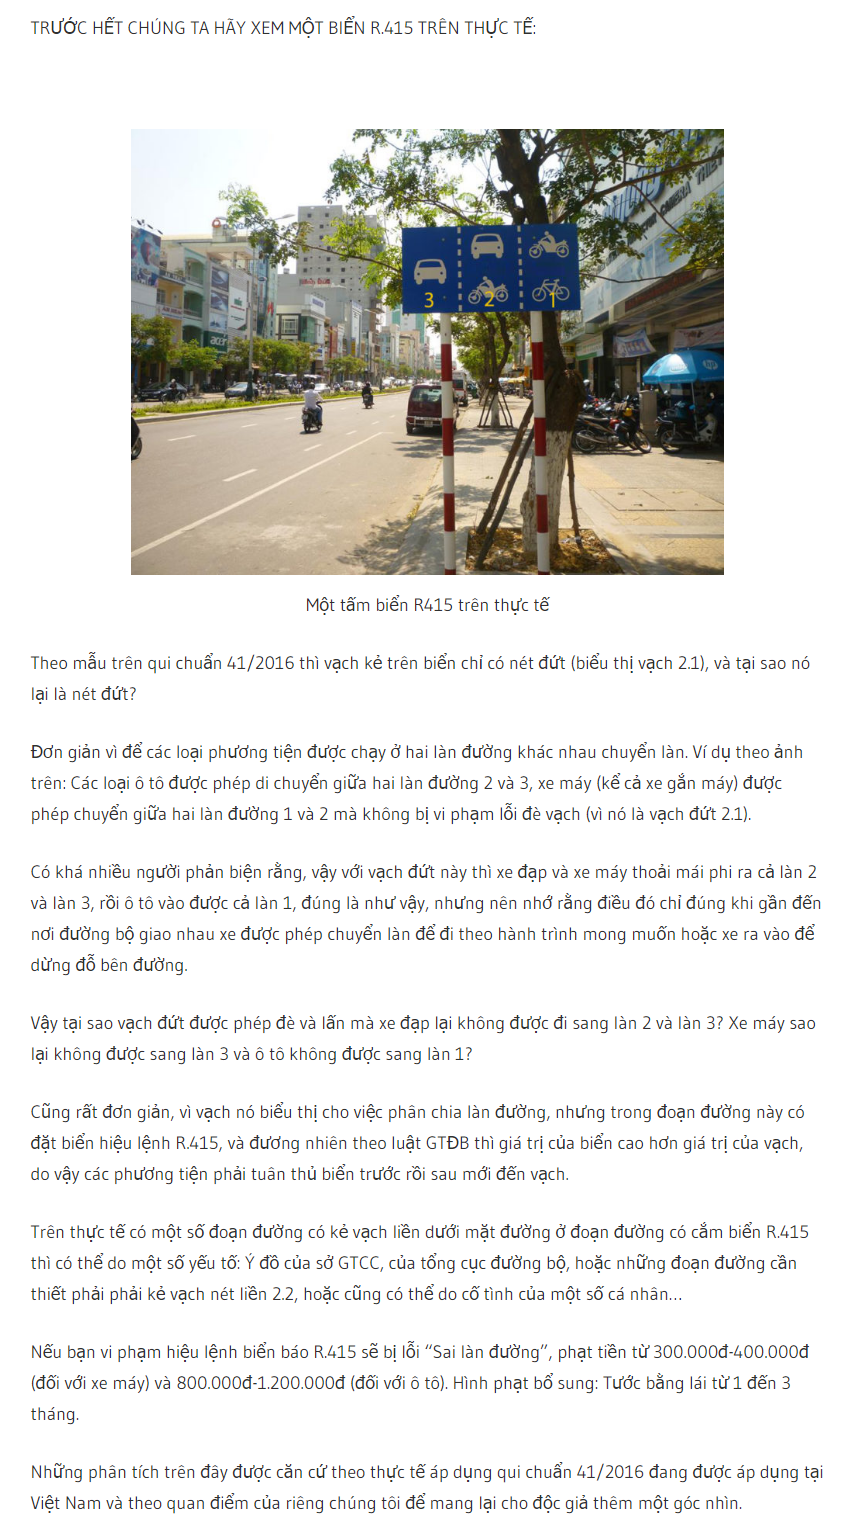 TRƯỚC HẾT CHÚNG TA HÃY XEM MỘT BIỂN R.415 TRÊN THỰC TẾ:
3 2 1
acer
Một tấm biển R415 trên thực tế
Theo mẫu trên qui chuẩn 41/2016 thì vạch kẻ trên biển chỉ có nét đứt (biểu thị vạch 2.1), và tại sao nó
lại là nét đứt?
Đơn giản vì để các loại phương tiện được chạy ở hai làn đường khác nhau chuyển làn. Ví dụ theo ảnh
trên: Các loại ô tô được phép di chuyển giữa hai làn đường 2 và 3, xe máy (kể cả xe gắn máy) được
phép chuyển giữa hai làn đường 1 và 2 mà không bị vi phạm lỗi đè vạch (vì nó là vạch đứt 2.1).
Có khá nhiều người phản biện rằng, vậy với vạch đứt này thì xe đạp và xe máy thoải mái phi ra cả làn 2
và làn 3, rồi ô tô vào được cả làn 1, đúng là như vậy, nhưng nên nhớ rằng điều đó chỉ đúng khi gần đến
nơi đường bộ giao nhau xe được phép chuyển làn để đi theo hành trình mong muốn hoặc xe ra vào để
dừng đỗ bên đường.
Vậy tại sao vạch đứt được phép đè và lấn mà xe đạp lại không được đi sang làn 2 và làn 3? Xe máy sao
lại không được sang làn 3 và ô tô không được sang làn 1?
Cũng rất đơn giản, vì vạch nó biểu thị cho việc phân chia làn đường, nhưng trong đoạn đường này có
đặt biển hiệu lệnh R.415, và đương nhiên theo luật GTĐB thì giá trị của biển cao hơn giá trị của vạch,
do vậy các phương tiện phải tuân thủ biển trước rồi sau mới đến vạch.
Trên thực tế có một số đoạn đường có kẻ vạch liền dưới mặt đường ở đoạn đường có cắm biển R.415
thì có thể do một số yếu tố: Ý đồ của sở GTCC, của tổng cục đường bộ, hoặc những đoạn đường cần
thiết phải phải kẻ vạch nét liền 2.2, hoặc cũng có thể do cố tình của một số cá nhân...
Nếu bạn vi phạm hiệu lệnh biển báo R.415 sẽ bị lỗi “Sai làn đường”, phạt tiền từ 300.000đ-400.000đ
(đối với xe máy) và 800.000đ-1.200.000đ (đối với ô tô). Hình phạt bổ sung: Tước bằng lái từ 1 đến 3
tháng.
Những phân tích trên đây được căn cứ theo thực tế áp dụng qui chuẩn 41/2016 đang được áp dụng tại
Việt Nam và theo quan điểm của riêng chúng tôi để mang lại cho độc giả thêm một góc nhìn.